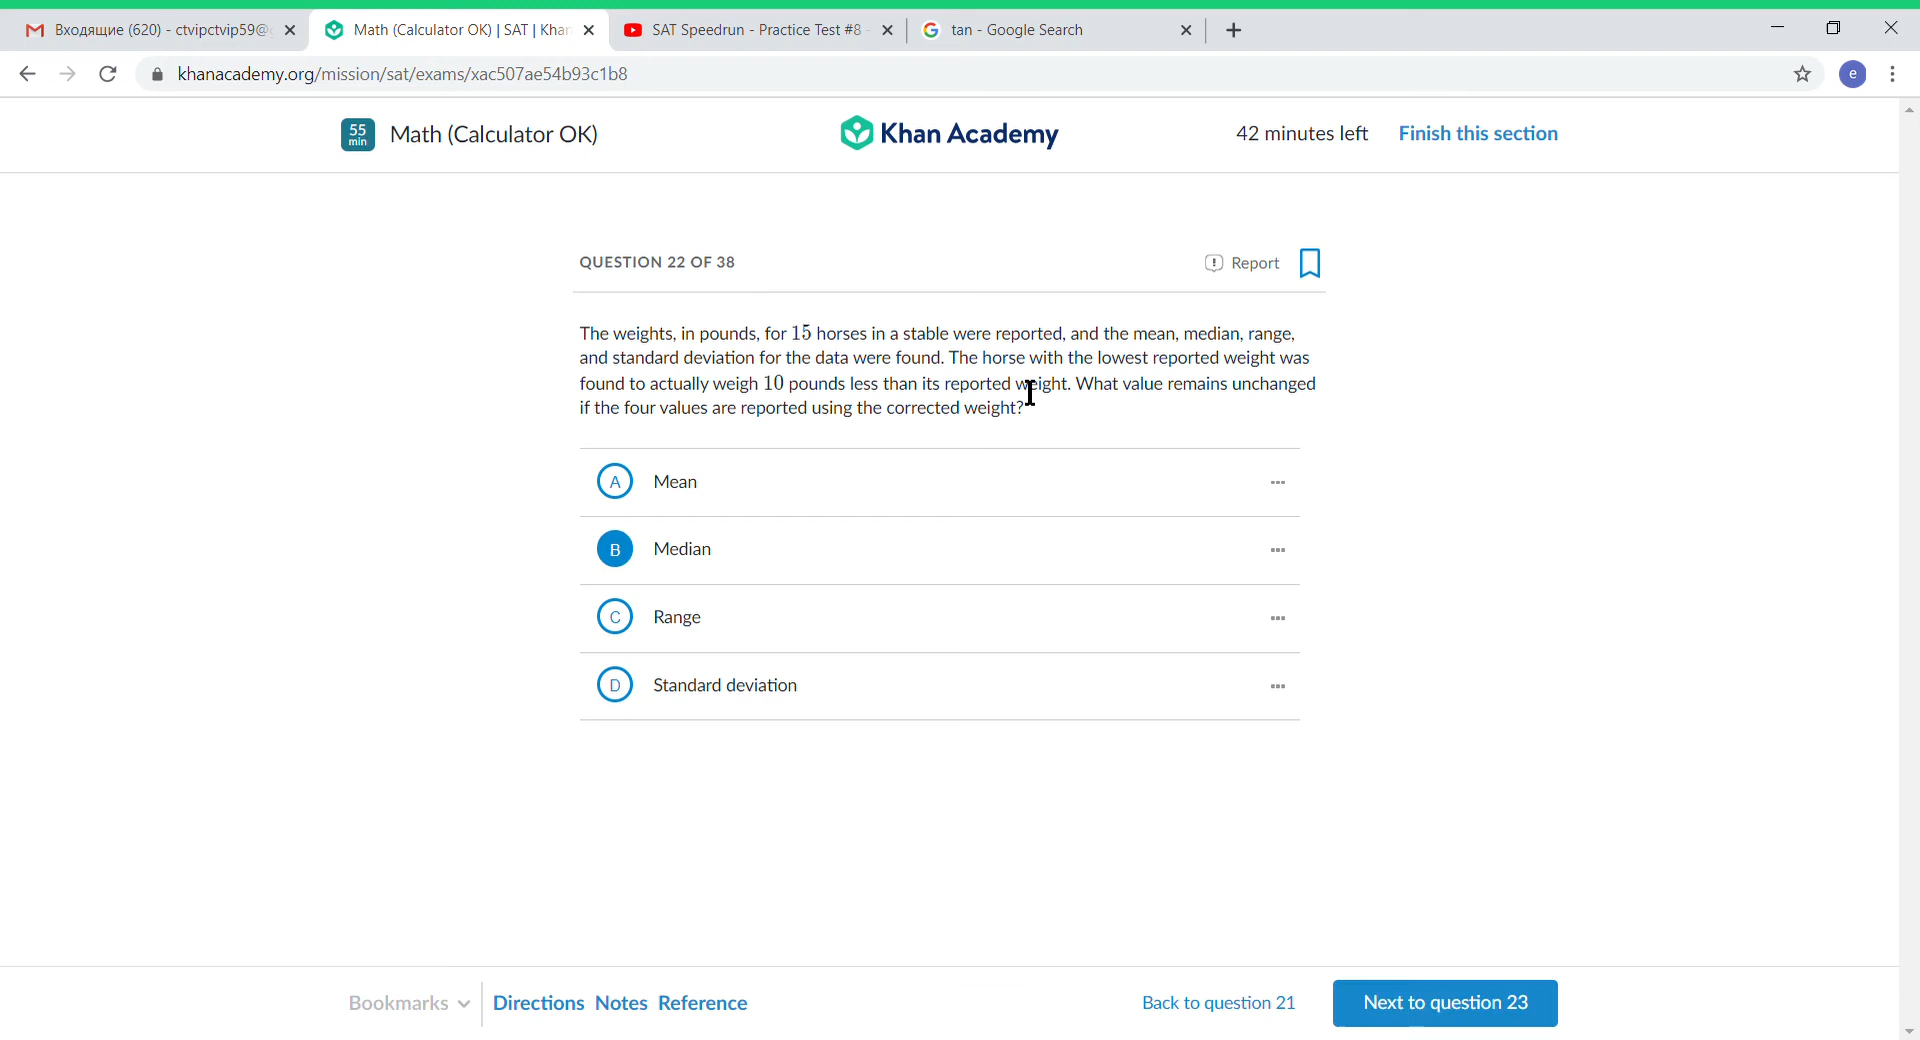 Входящие (620) - ctvipctvip59@
Math (Calculator OK) | SAT | Khan
SAT Speedrun - Practice Test #8 -
tan - Google Search
khanacademy.org/mission/sat/exams/xac507ae54b93c1b8
e
55
min
Math (Calculator OK)
Khan Academy
42 minutes left
Finish this section
QUESTION 22 OF 38
Report
The weights, in pounds, for 15 horses in a stable were reported, and the mean, median, range,
and standard deviation for the data were found. The horse with the lowest reported weight was
found to actually weigh 10 pounds less than its reported weight. What value remains unchanged
if the four values are reported using the corrected weight?
A Mean
B Median
C Range
D Standard deviation
Bookmarks
Directions Notes Reference
Back to question 21
Next to question 23